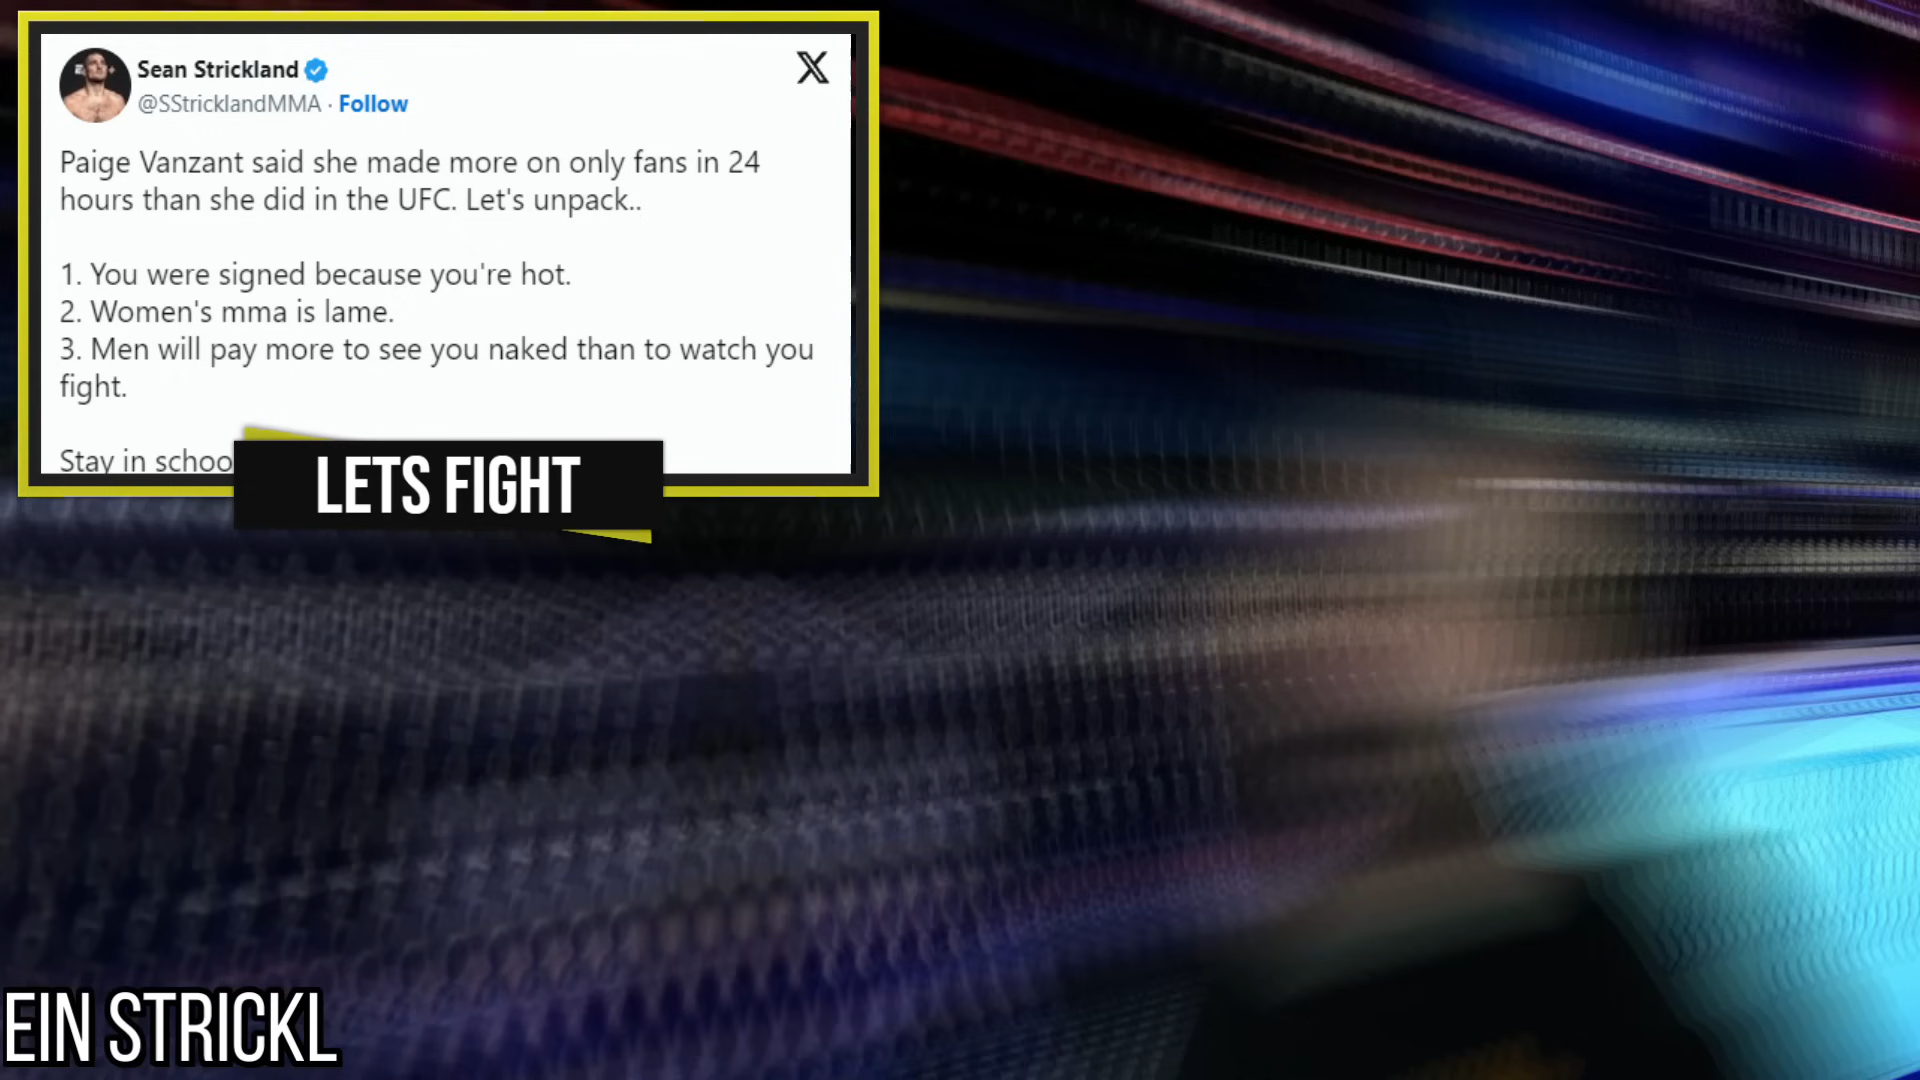 Sean Strickland
@SStricklandMMA · Follow
Paige Vanzant said she made more on only fans in 24
hours than she did in the UFC. Let's unpack..
1. You were signed because you're hot.
2. Women's mma is lame.
3. Men will pay more to see you naked than to watch you
fight.
Stay in schoo
LETS FIGHT
EIN STRICKL